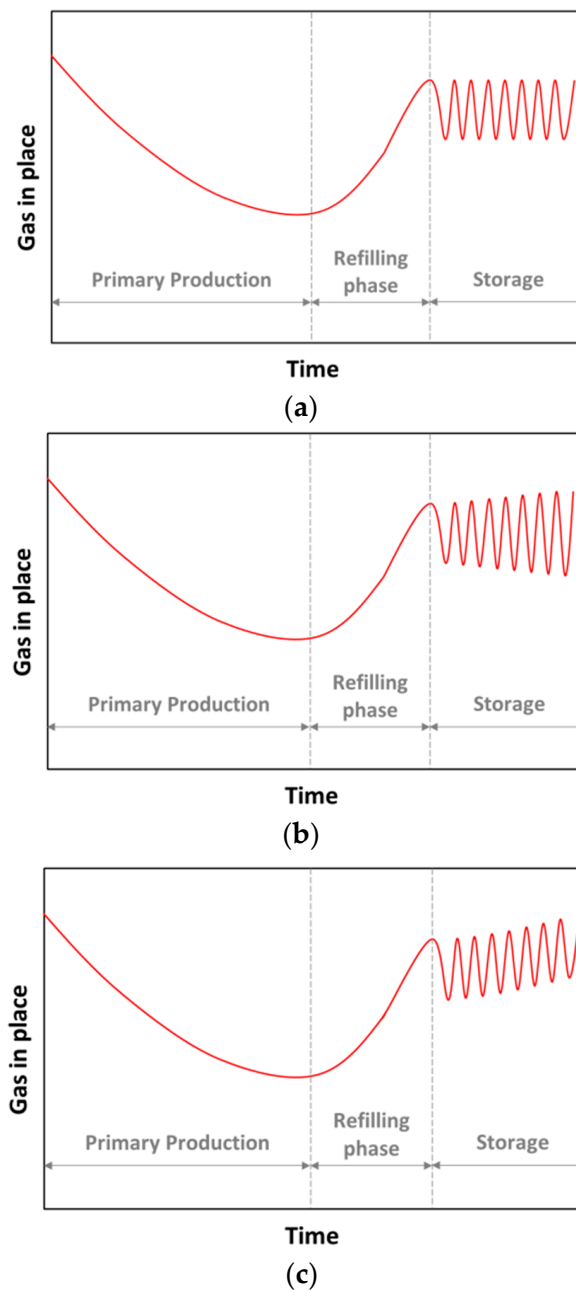 Gas in place
Primary Production
Refilling
phase
Storage
Time
(a)
Gas in place
Primary Production
Refilling
phase
Storage
Time
(b)
Gas in place
Primary Production
Refilling
phase
Storage
Time
(c)